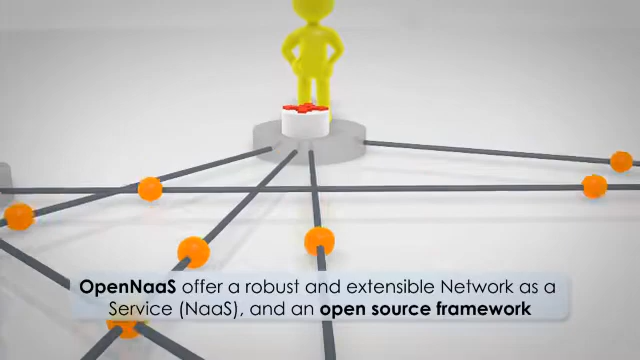 OpenNaaS offer a robust and extensible Network as a
Service (NaaS), and an open source framework